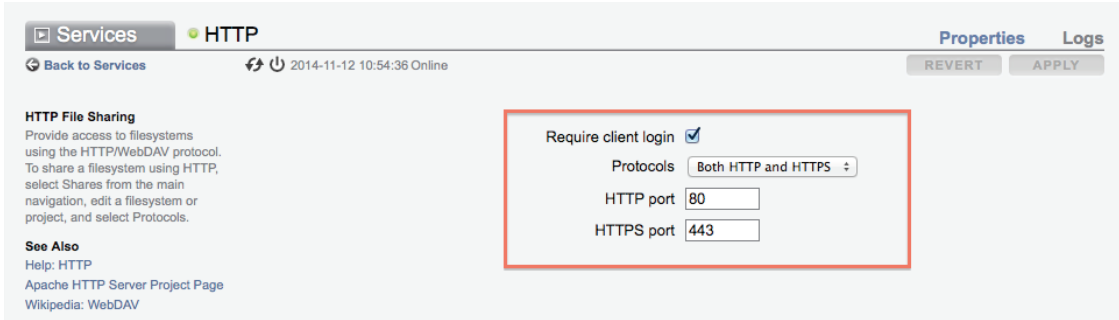 Services HTTP
Properties Logs
Back to Services 2014-11-12 10:54:36 Online
REVERT APPLY
HTTP File Sharing
Provide access to filesystems
using the HTTP/WebDAV protocol.
To share a filesystem using HTTP,
select Shares from the main
navigation, edit a filesystem or
project, and select Protocols.
See Also
Help: HTTP
Apache HTTP Server Project Page
Wikipedia: WebDAV
Require client login
Protocols Both HTTP and HTTPS
HTTP port 80
HTTPS port 443